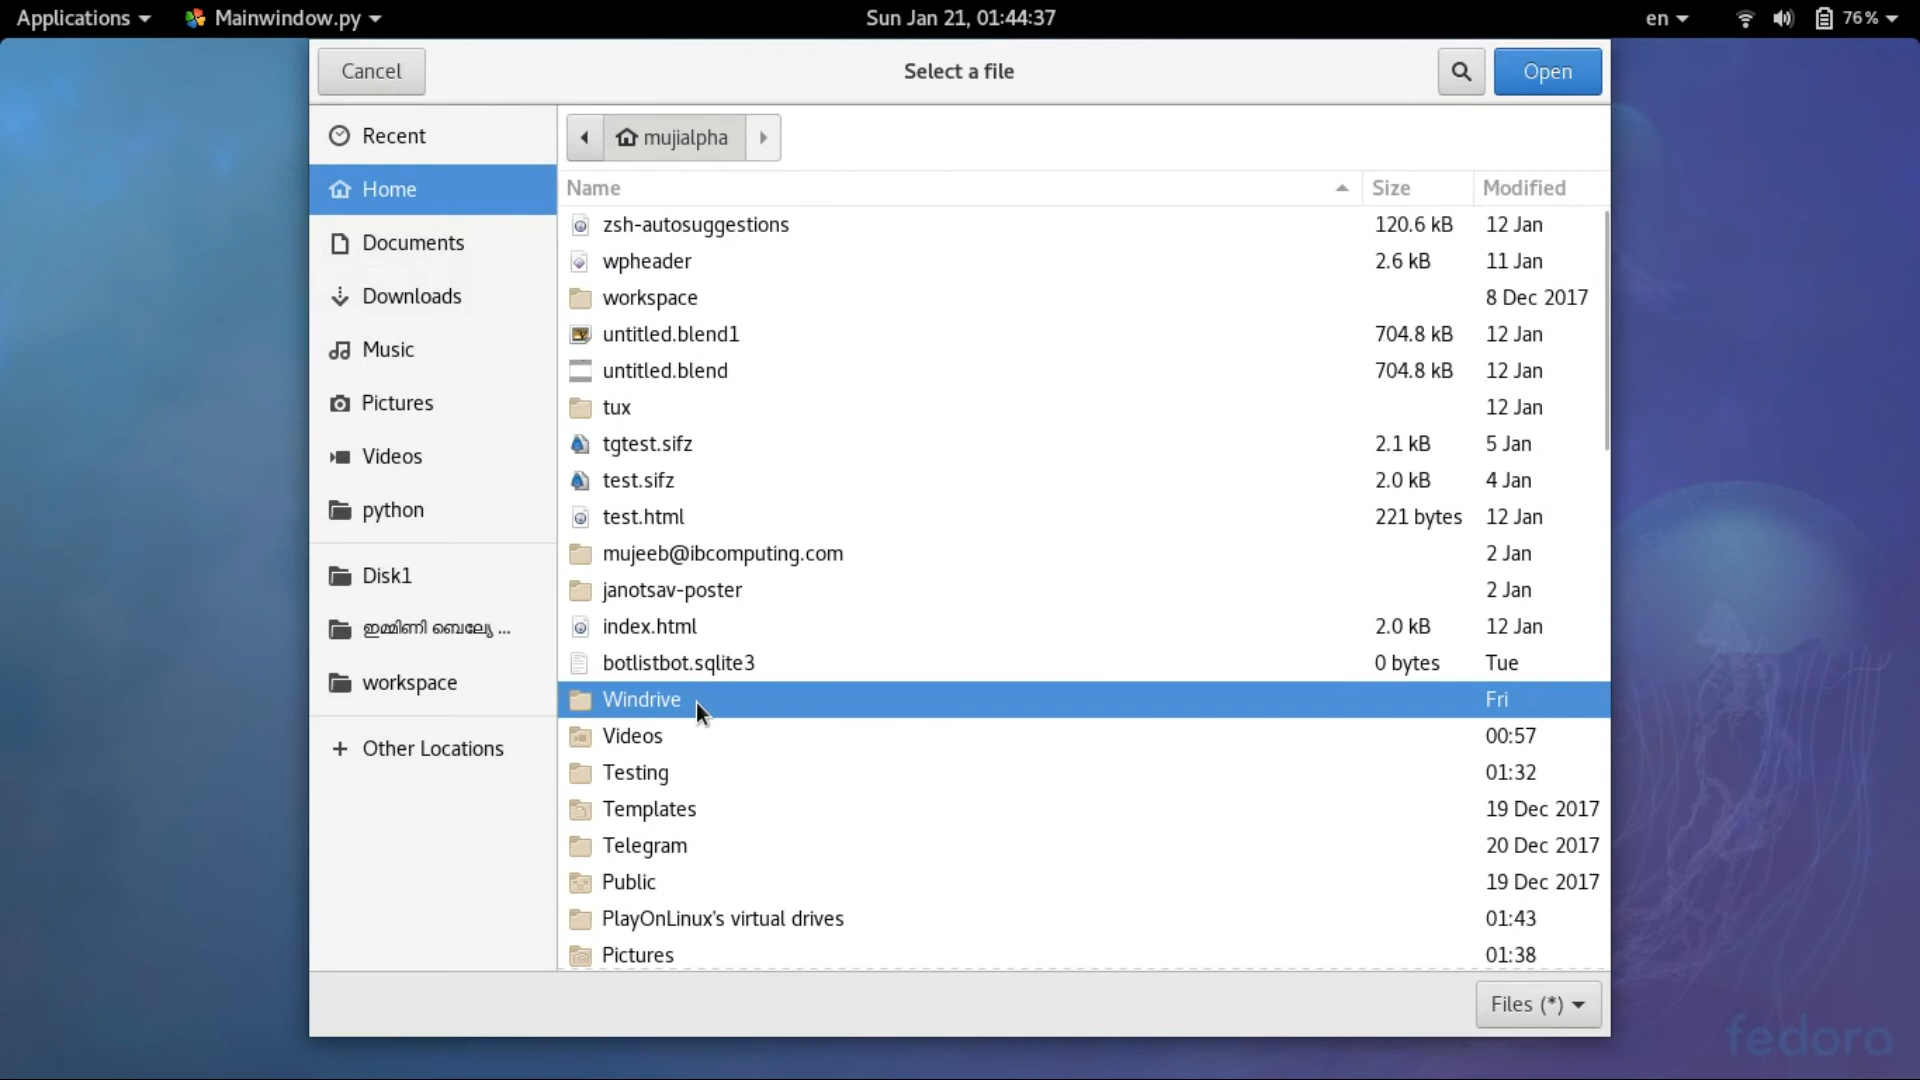 Applications Mainwindow.py Sun Jan 21, 01:44:37 en 76%
Cancel Select a file Open
Recent
Home
Documents
Downloads
Music
Pictures
Videos
python
Disk1
ഇമ്മിണി ബെല്യേ ...
workspace
+ Other Locations
mujialpha
Name Size Modified
zsh-autosuggestions 120.6 kB 12 Jan
wpheader 2.6 kB 11 Jan
workspace 8 Dec 2017
untitled.blend1 704.8 kB 12 Jan
untitled.blend 704.8 kB 12 Jan
tux 12 Jan
tgtest.sifz 2.1 kB 5 Jan
test.sifz 2.0 kB 4 Jan
test.html 221 bytes 12 Jan
mujeeb@ibcomputing.com 2 Jan
janotsav-poster 2 Jan
index.html 2.0 kB 12 Jan
botlistbot.sqlite3 0 bytes Tue
Windrive Fri
Videos 00:57
Testing 01:32
Templates 19 Dec 2017
Telegram 20 Dec 2017
Public 19 Dec 2017
PlayOnLinux's virtual drives 01:43
Pictures 01:38
Files (*)
fedora